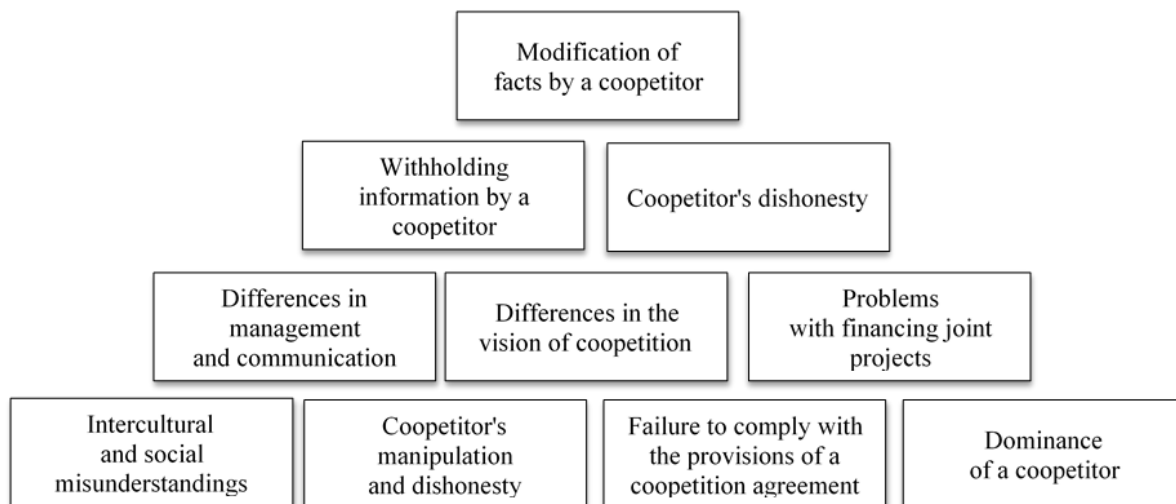 Modification of
facts by a coopetitor
Withholding
information by a
coopetitor
Coopetitor's dishonesty
Differences in
management
and communication
Differences in the
vision of coopetition
Problems
with financing joint
projects
Intercultural
and social
misunderstandings
Coopetitor's
manipulation
and dishonesty
Failure to comply with
the provisions of a
coopetition agreement
Dominance
of a coopetitor